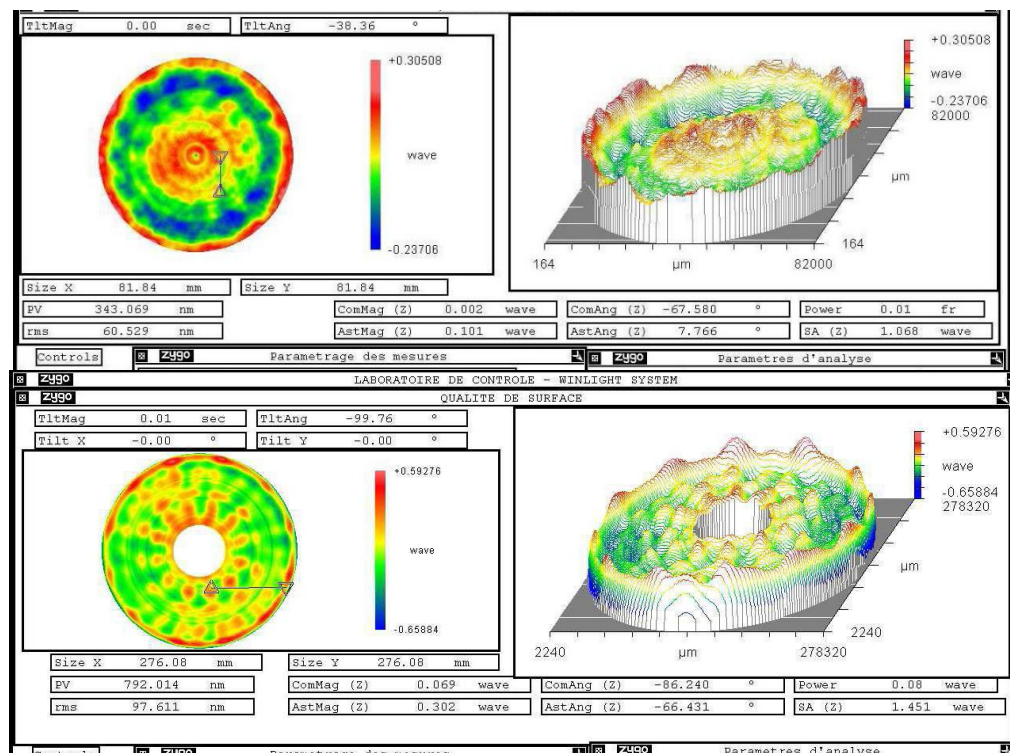 TltMag 0.00 sec TltAng -38.36 °
+0.30508
wave
-0.23706
+0.30508
wave
-0.23706
82000
µm
164
164 µm 82000
Size X 81.84 mm Size Y 81.84 mm
PV 343.069 nm ComMag (Z) 0.002 wave ComAng (Z) -67.580 ° Power 0.01 fr
rms 60.529 nm AstMag (Z) 0.101 wave AstAng (Z) 7.766 ° SA (Z) 1.068 wave
Controls zygo Parametrage des mesures zygo Parametres d'analyse
zygo LABORATOIRE DE CONTROLE - WINLIGHT SYSTEM
zygo QUALITE DE SURFACE
TltMag 0.01 sec TltAng -99.76 °
Tilt X -0.00 ° Tilt Y -0.00 °
+0.59276
wave
-0.65884
+0.59276
wave
-0.65884
278320
µm
2240
2240 µm 278320
Size X 276.08 mm Size Y 276.08 mm
PV 792.014 nm ComMag (Z) 0.069 wave ComAng (Z) -86.240 ° Power 0.08 wave
rms 97.611 nm AstMag (Z) 0.302 wave AstAng (Z) -66.431 ° SA (Z) 1.451 wave
Controls zygo Parametrage des mesures zygo Parametres d'analyse